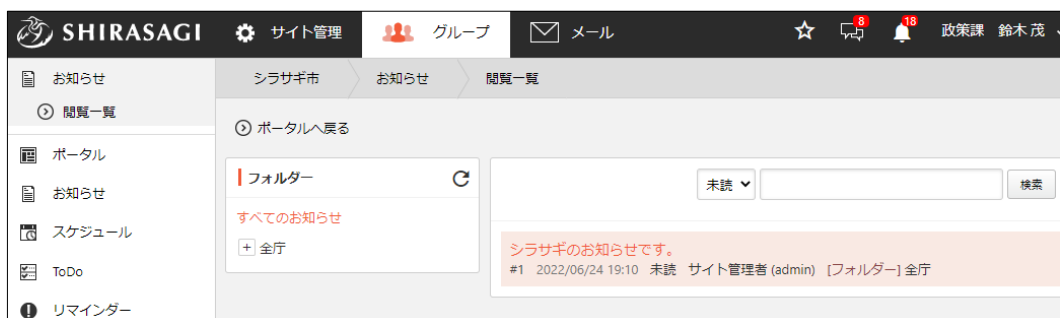 SHIRASAGI サイト管理 グループ メール 8 18 政策課 鈴木 茂
お知らせ シラサギ市 お知らせ 閲覧一覧
閲覧一覧
ポータルへ戻る
ポータル
フォルダー 未読 検索
お知らせ
すべてのお知らせ
スケジュール
+ 全庁
シラサギのお知らせです。
ToDo
#1 2022/06/24 19:10 未読 サイト管理者 (admin) [フォルダー] 全庁
リマインダー